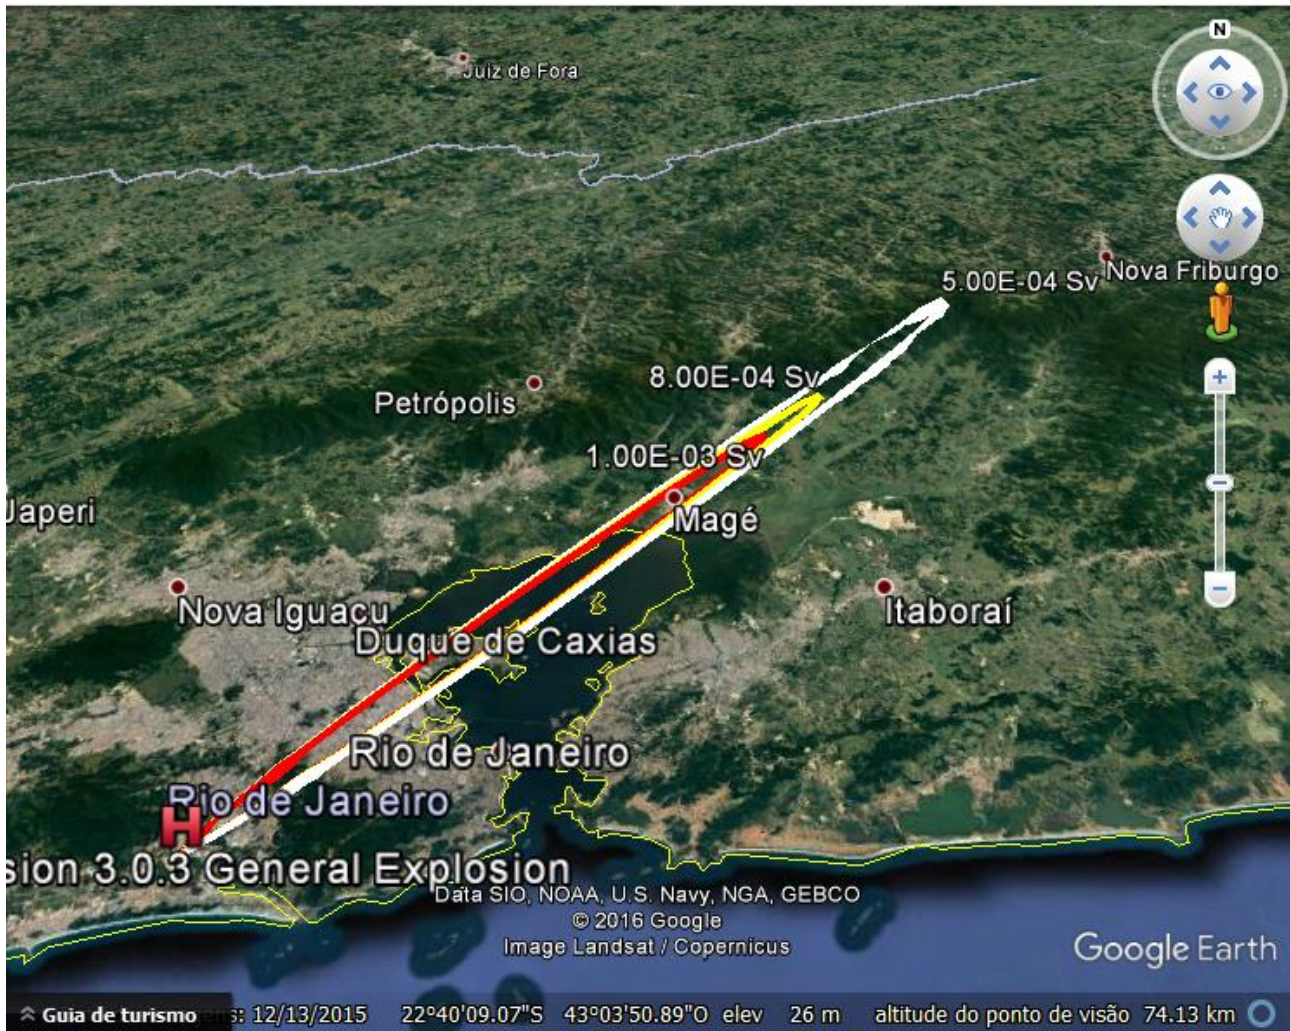 N
Juiz de Fora
Nova Friburgo
5.00E-04 Sv
8.00E-04 Sv
Petrópolis
1.00E-03 Sv
Japeri
Magé
Nova Iguaçu
Itaboraí
Duque de Caxias
Rio de Janeiro
Rio de Janeiro
H
sion 3.0.3 General Explosion
Data SIO, NOAA, U.S. Navy, NGA, GEBCO
© 2016 Google
Image Landsat / Copernicus
Google Earth
Guia de turismo : 12/13/2015 22°40'09.07"S 43°03'50.89"O elev 26 m altitude do ponto de visão 74.13 km